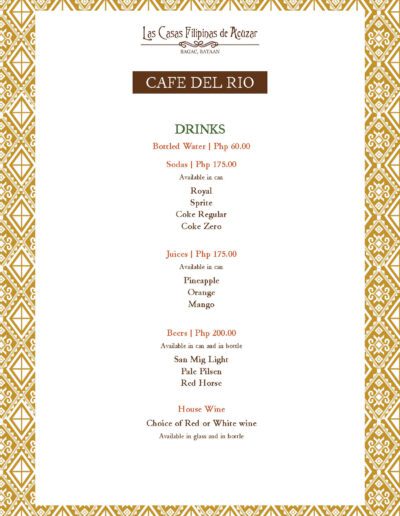 Las Casas Filipinas de Acuzar
BAGAC, BATAAN
CAFE DEL RIO
DRINKS
Bottled Water | Php 60.00
Sodas | Php 175.00
Available in can
Royal
Sprite
Coke Regular
Coke Zero
Juices | Php 175.00
Available in can
Pineapple
Orange
Mango
Beers | Php 200.00
Available in can and in bottle
San Mig Light
Pale Pilsen
Red Horse
House Wine
Choice of Red or White wine
Available in glass and in bottle